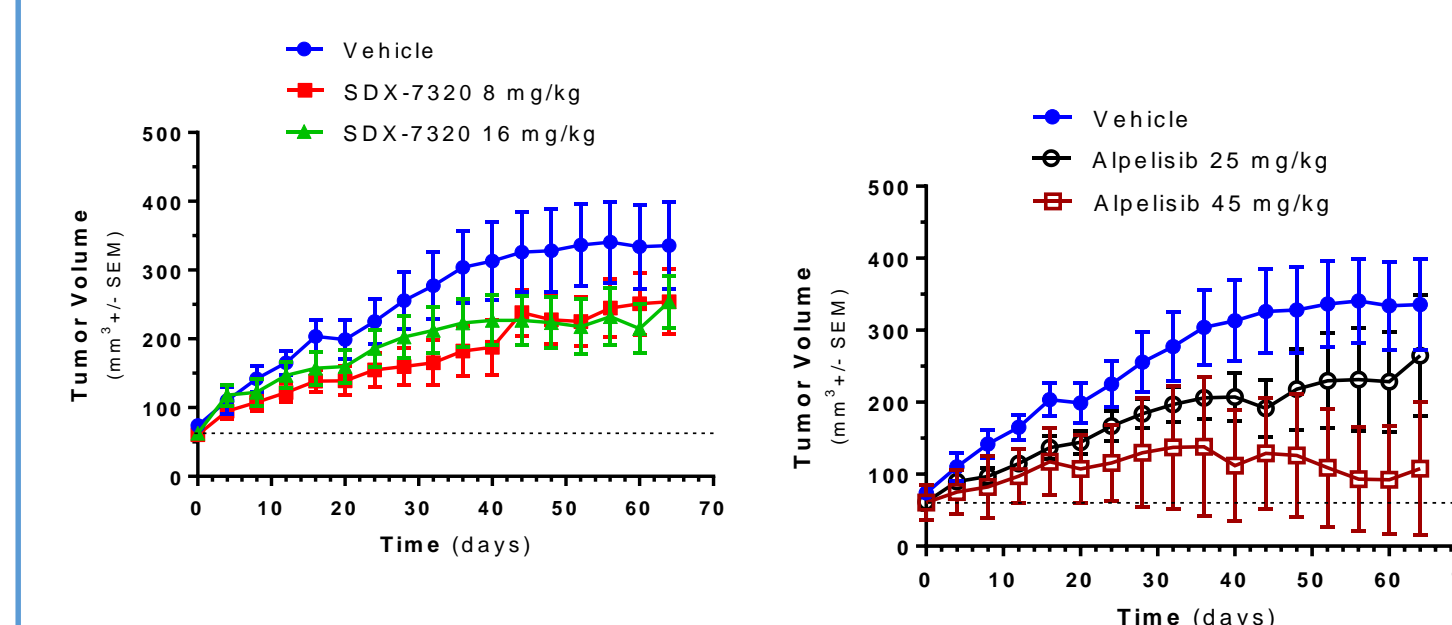 Vehicle
SDX-7320 8 mg/kg
SDX-7320 16 mg/kg
500
400
300
200
100
0
Tumor Volume
(mm³ +/- SEM)
0 10 20 30 40 50 60 70
Time (days)
Vehicle
Alpelisib 25 mg/kg
Alpelisib 45 mg/kg
500
400
300
200
100
0
Tumor Volume
(mm³ +/- SEM)
0 10 20 30 40 50 60
Time (days)